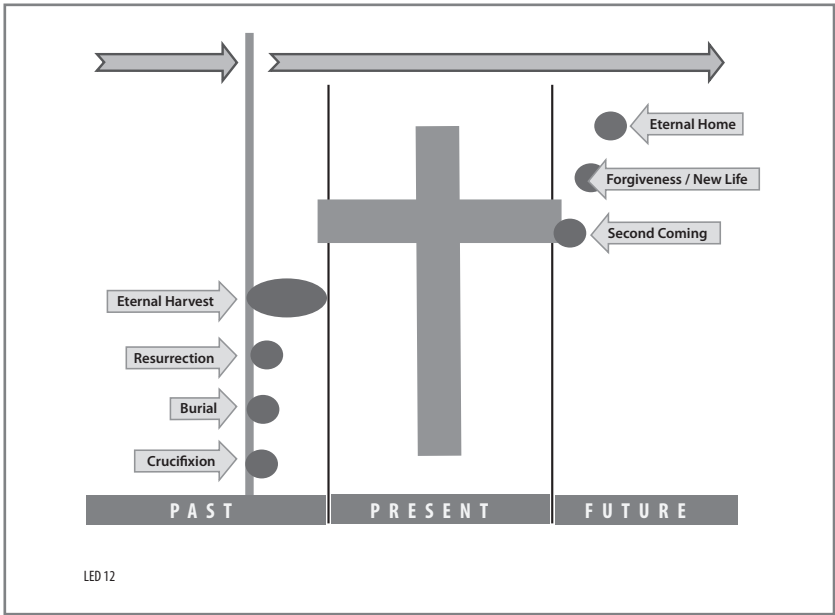 Eternal Home
Forgiveness / New Life
Second Coming
Eternal Harvest
Resurrection
Burial
Crucifixion
PAST
PRESENT
FUTURE
LED 12